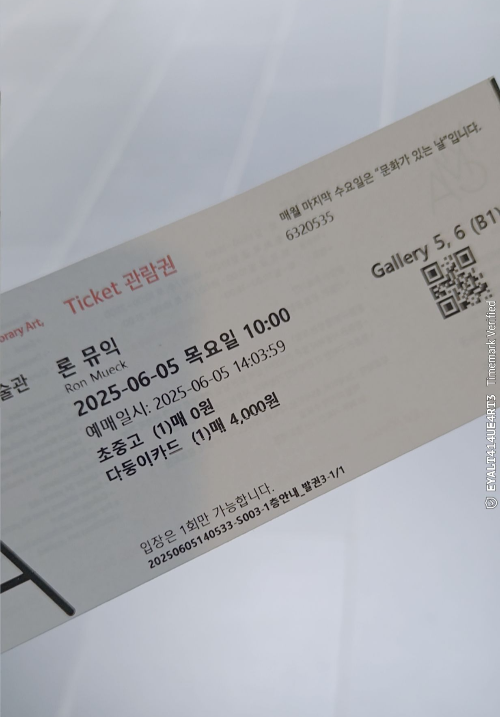 매월 마지막 수요일은 "문화가 있는 날"입니다.
6320535
Gallery 5, 6 (B1)
orary Art,
Ticket 관람권
술관
론 뮤익
Ron Mueck
2025-06-05 목요일 10:00
예매일시: 2025-06-05 14:03:59
초중고 (1)매 0원
다둥이카드 (1)매 4,000원
입장은 1회만 가능합니다.
20250605140533-S003-1층안내_발권3-1/1
© EYALT414UE4RT3 Timemark Verified